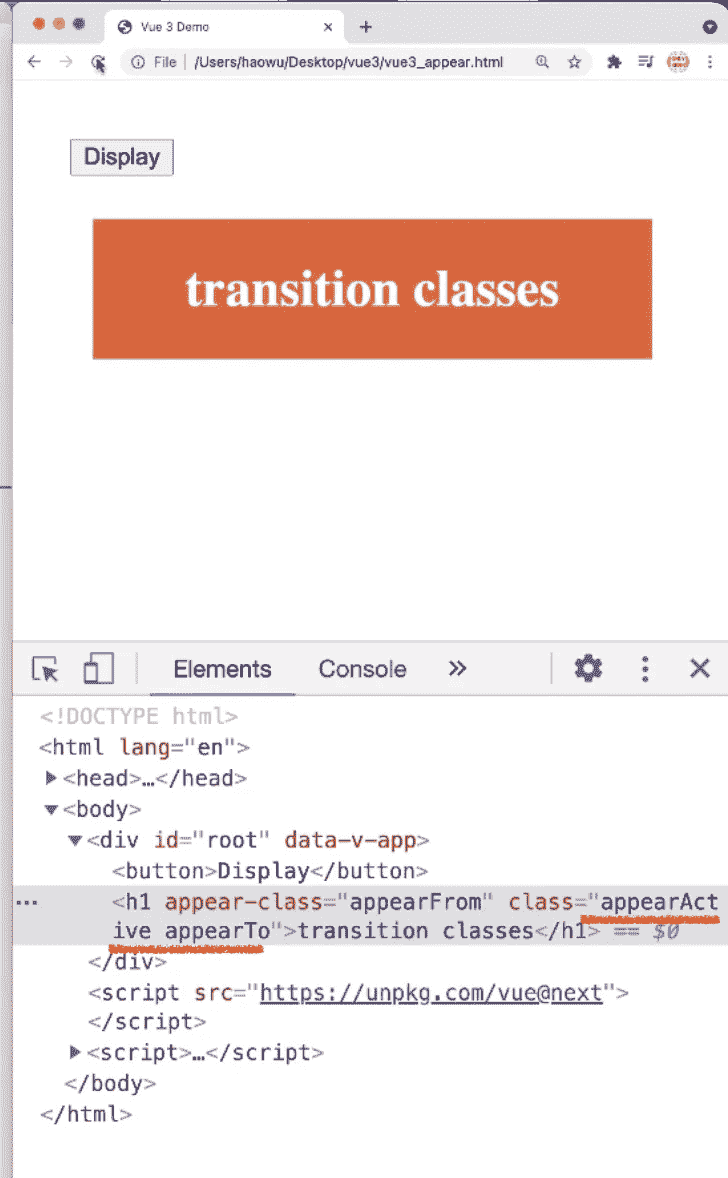 Vue 3 Demo
File | /Users/haowu/Desktop/vue3/vue3_appear.html
Display
transition classes
Elements Console
<!DOCTYPE html>
<html lang="en">
<head>…</head>
<body>
<div id="root" data-v-app>
<button>Display</button>
<h1 appear-class="appearFrom" class="appearAct
ive appearTo">transition classes</h1> == $0
</div>
<script src="https://unpkg.com/vue@next">
</script>
<script>…</script>
</body>
</html>